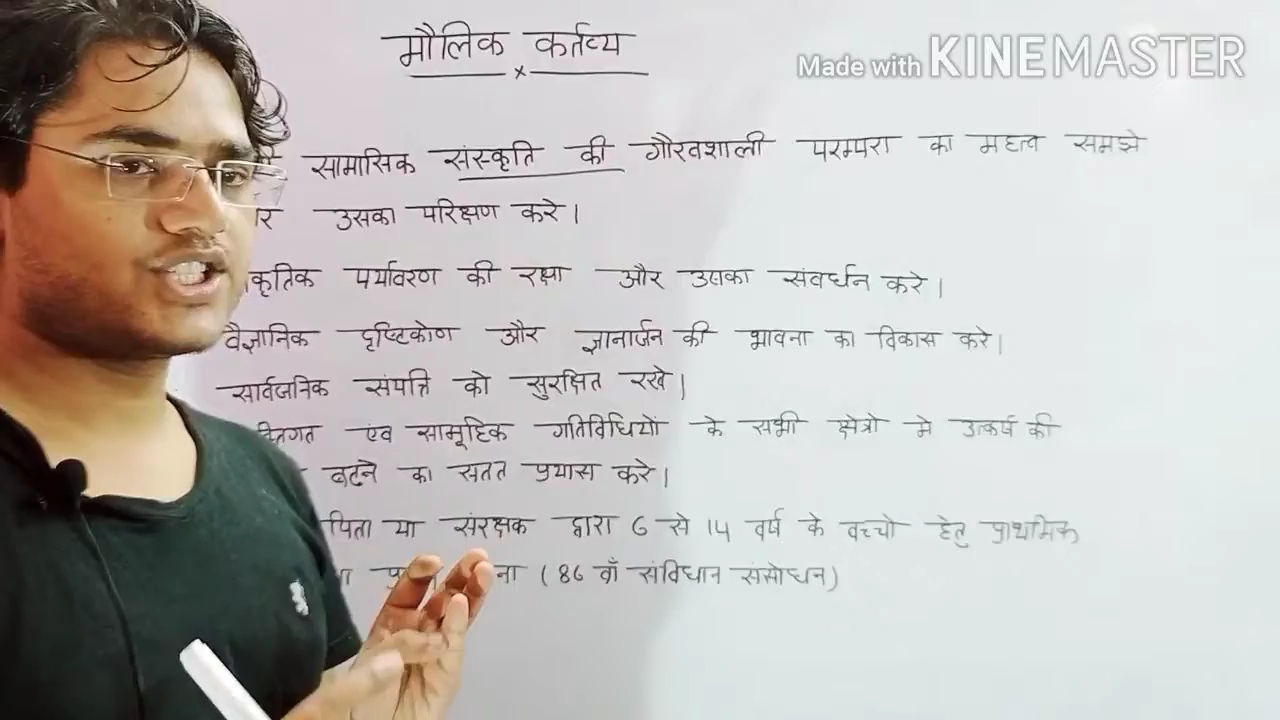 मौलिक कर्तव्य
Made with KINEMASTER
सामासिक संस्कृति की गौरवशाली परम्परा का महत्व समझे
उसका परिक्षण करे।
पर्यावरण की रक्षा और उसका संवर्धन करे।
वैज्ञानिक दृष्टिकोण और ज्ञानार्जन की भावना का विकास करे।
सार्वजनिक संपत्ति को सुरक्षित रखे।
एंव सामूहिक गतिविधियों के सभी क्षेत्रो मे उत्कर्ष की
बढने का सतत प्रयास करे।
पिता या संरक्षक द्वारा 6 से 14 वर्ष के बच्चो हेतु प्राथमिक
(86 वाँ संविधान संसोधन)